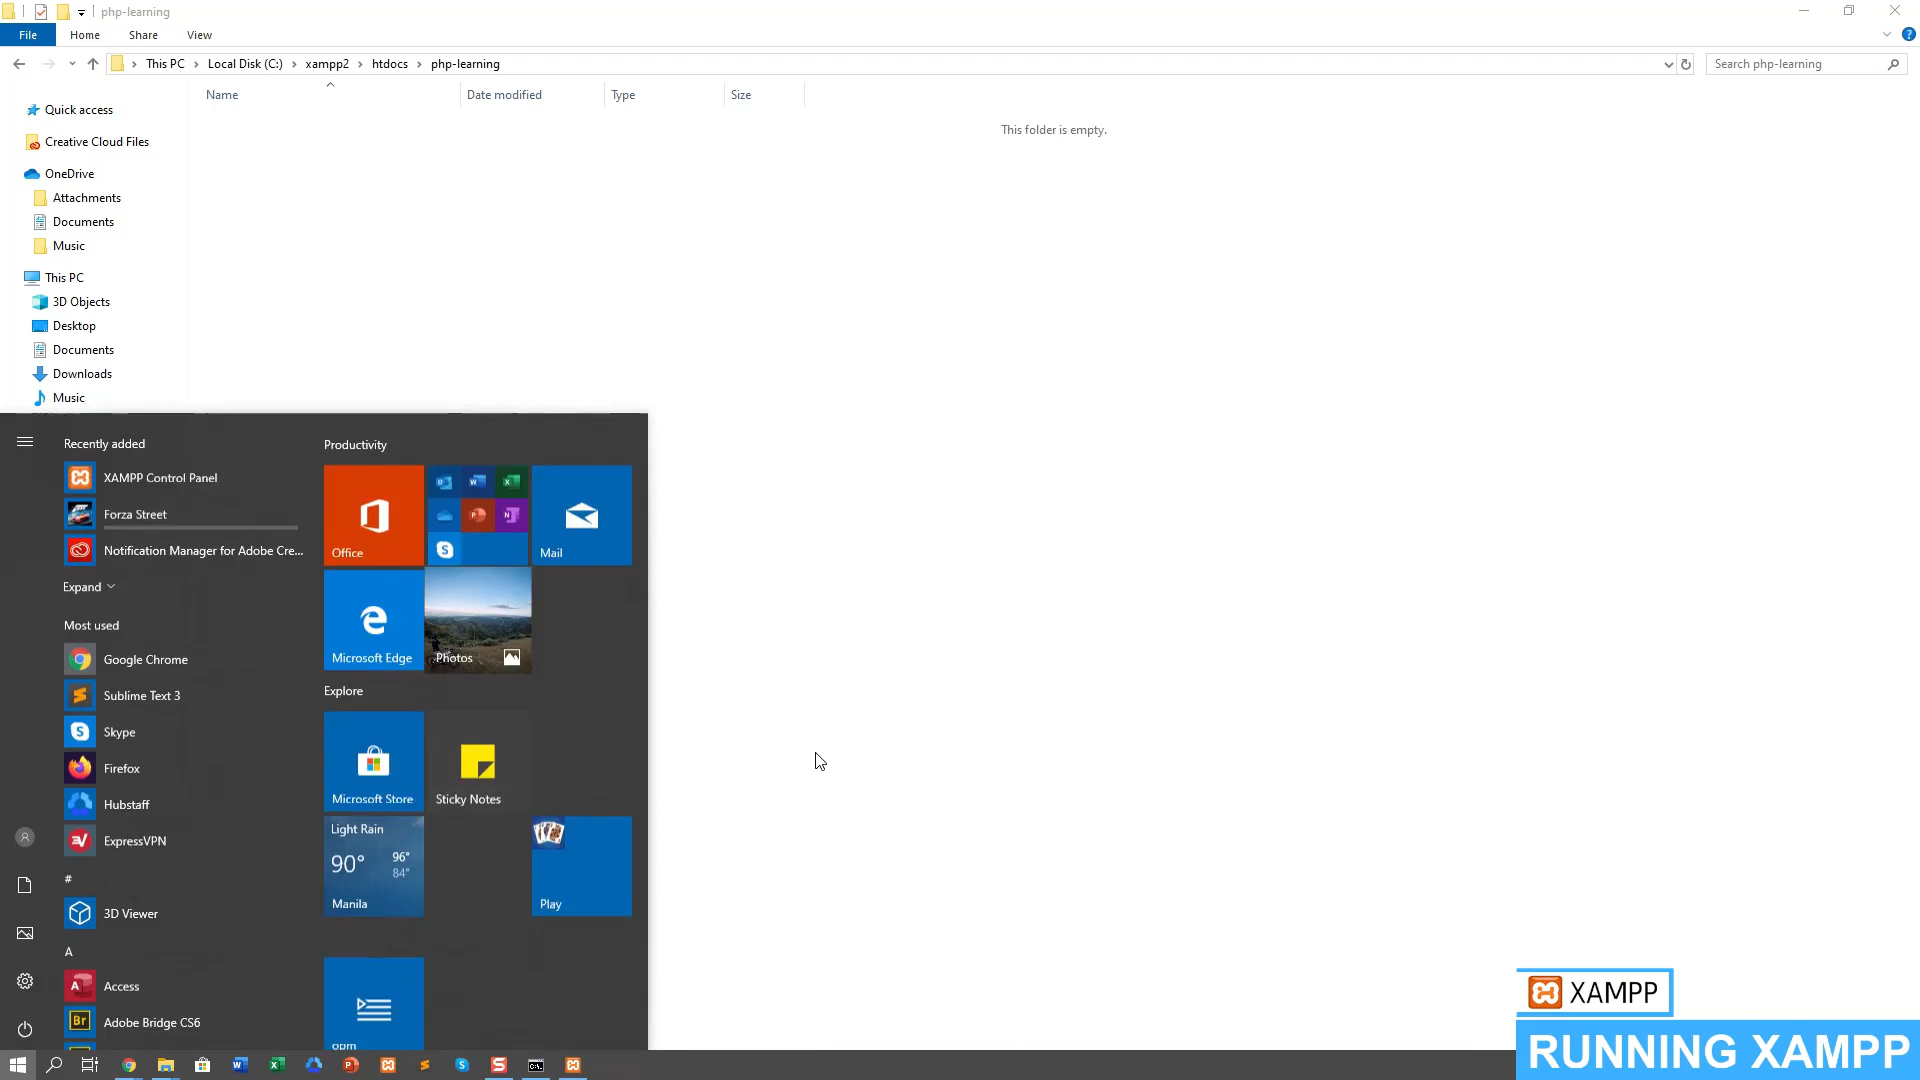 php-learning
File
Home
Share
View
This PC
Local Disk (C:)
xampp2
htdocs
php-learning
Search php-learning
Name
Date modified
Type
Size
This folder is empty.
Quick access
Creative Cloud Files
OneDrive
Attachments
Documents
Music
This PC
3D Objects
Desktop
Documents
Downloads
Music
Recently added
XAMPP Control Panel
Forza Street
Notification Manager for Adobe Cre...
Expand
Most used
Google Chrome
Sublime Text 3
Skype
Firefox
Hubstaff
ExpressVPN
#
3D Viewer
A
Access
Adobe Bridge CS6
Productivity
Office
Mail
Microsoft Edge
Photos
Explore
Microsoft Store
Sticky Notes
Light Rain
90°
96°
84°
Manila
Play
opm
XAMPP
RUNNING XAMPP